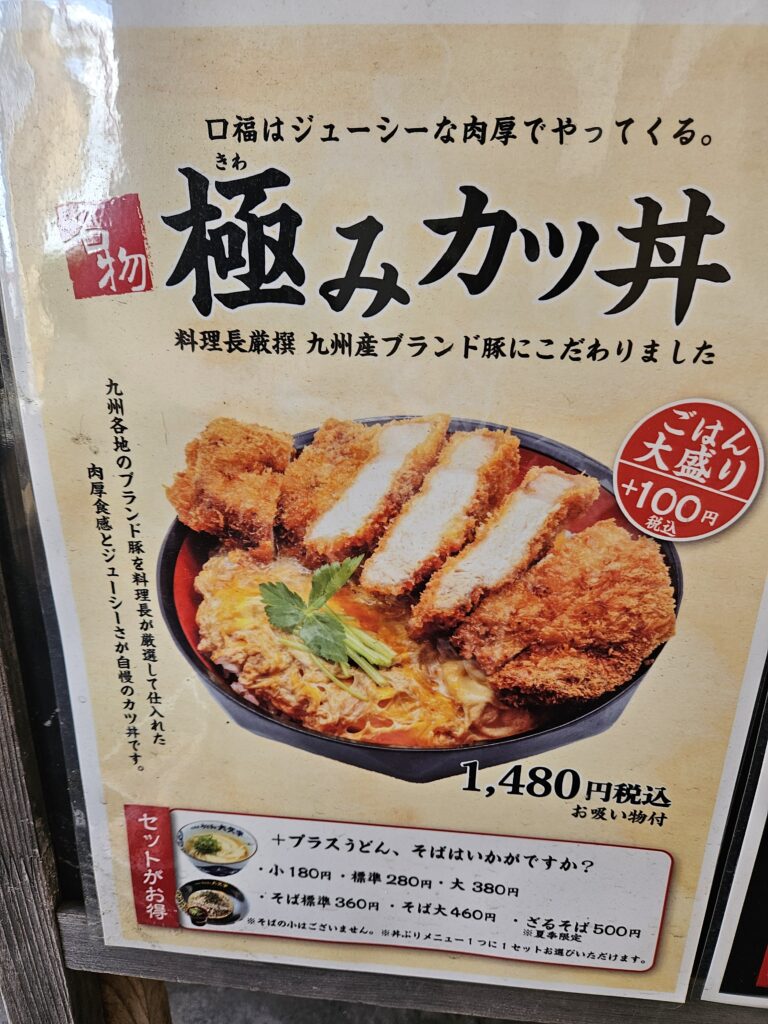 口福はジューシーな肉厚でやってくる。
きわ
名物
極みカツ丼
料理長厳撰 九州産ブランド豚にこだわりました
九州各地のブランド豚を料理長が厳選して仕入れた
肉厚食感とジューシーさが自慢のカツ丼です。
ごはん
大盛り
+100円
税込
1,480円税込
お吸い物付
セットがお得
+プラスうどん、そばはいかがですか?
・小180円・標準280円・大380円
・そば標準360円 ・そば大460円 ・ざるそば500円
※夏季限定
※そばの小はございません。※丼ぶりメニュー1つに1セットお選びいただけます。